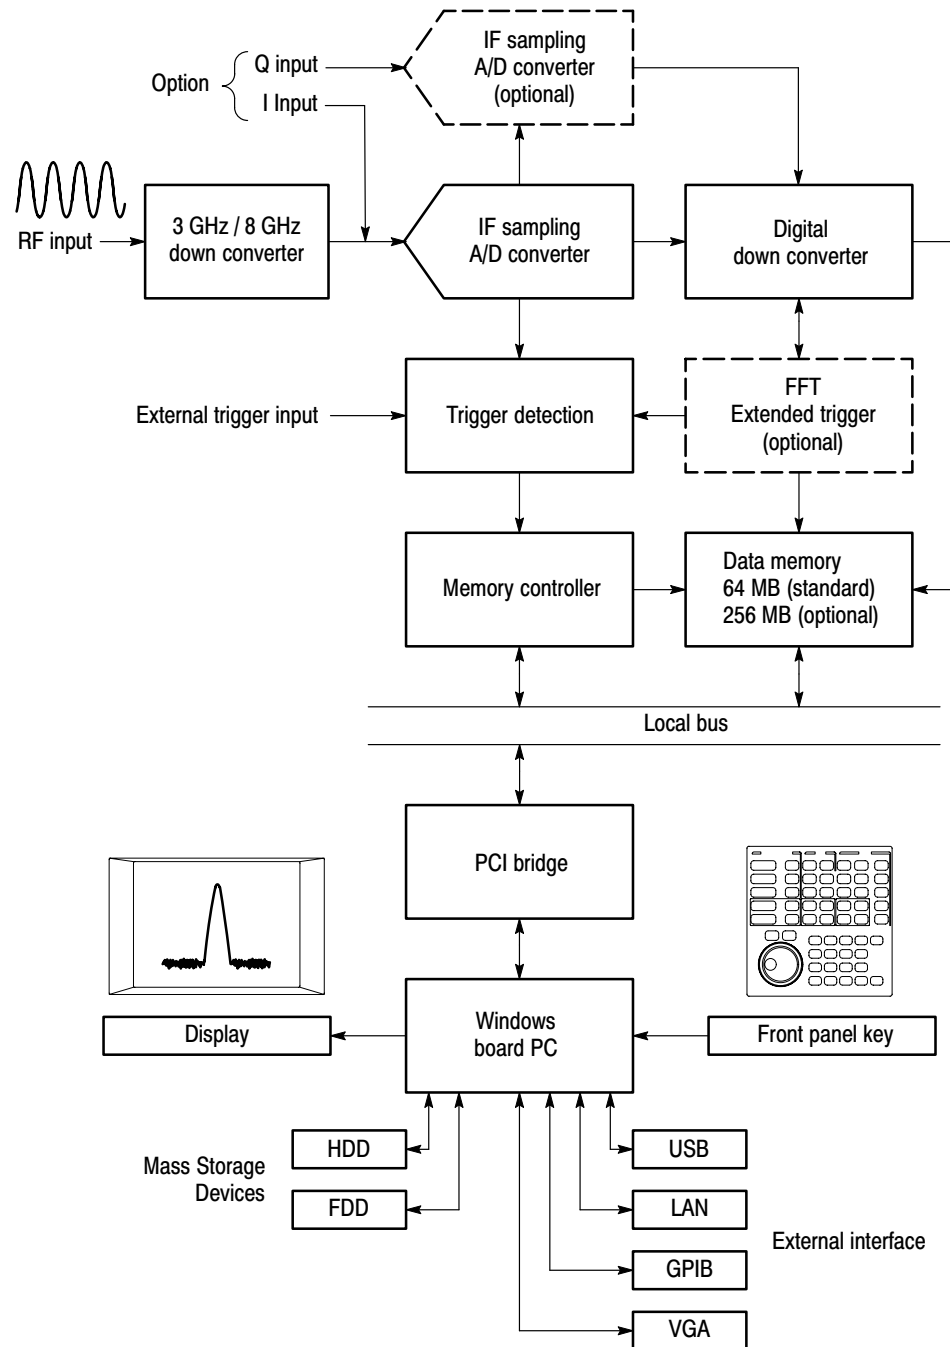 IF sampling
A/D converter
(optional)
Option
Q input
I Input
RF input
3 GHz / 8 GHz
down converter
IF sampling
A/D converter
Digital
down converter
External trigger input
Trigger detection
FFT
Extended trigger
(optional)
Memory controller
Data memory
64 MB (standard)
256 MB (optional)
Local bus
PCI bridge
Display
Windows
board PC
Front panel key
Mass Storage
Devices
HDD
FDD
USB
LAN
GPIB
VGA
External interface